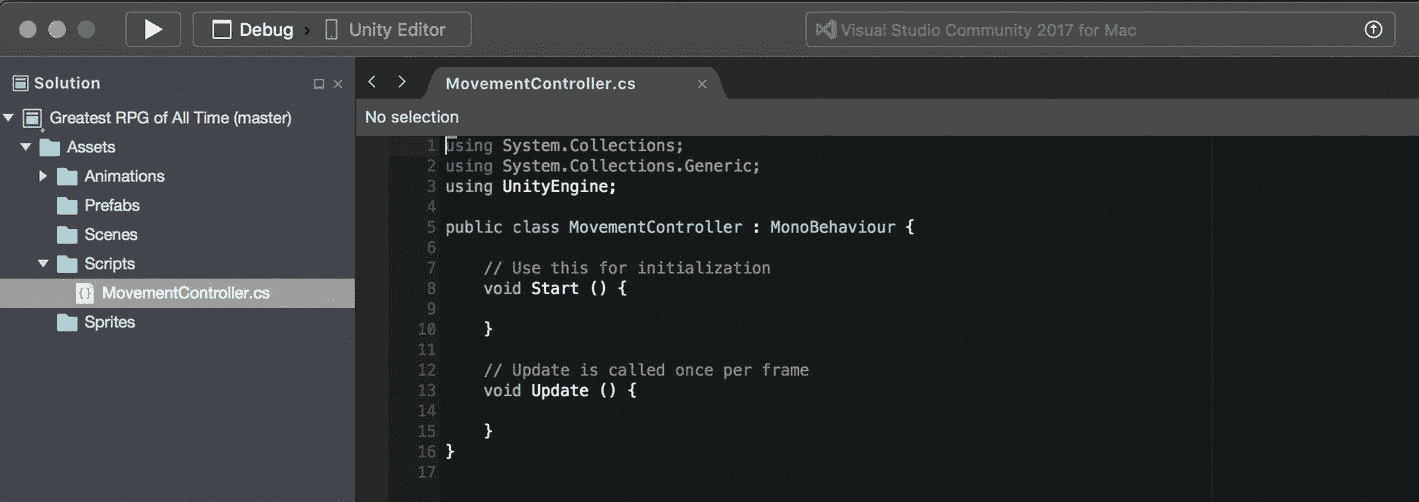 Debug › Unity Editor
Visual Studio Community 2017 for Mac
Solution
Greatest RPG of All Time (master)
Assets
Animations
Prefabs
Scenes
Scripts
{} MovementController.cs
Sprites
MovementController.cs
No selection
1 using System.Collections;
2 using System.Collections.Generic;
3 using UnityEngine;
4
5 public class MovementController : MonoBehaviour {
6
7     // Use this for initialization
8     void Start () {
9
10     }
11
12     // Update is called once per frame
13     void Update () {
14
15     }
16 }
17